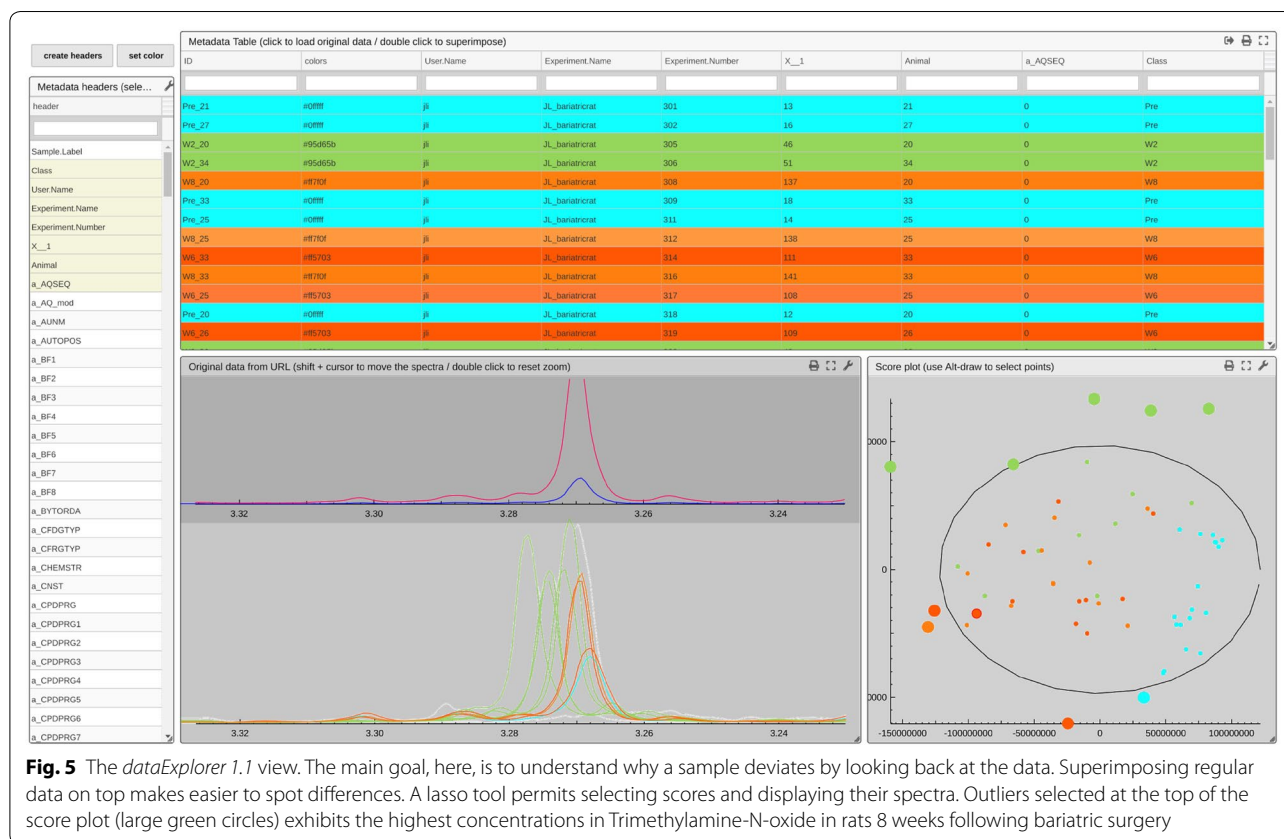 create headers
set color
Metadata headers (sele...
header
Sample.Label
Class
User.Name
Experiment.Name
Experiment.Number
X__1
Animal
a_AQSEQ
a_AQ_mod
a_AUNM
a_AUTOPOS
a_BF1
a_BF2
a_BF3
a_BF4
a_BF5
a_BF6
a_BF7
a_BF8
a_BYTORDA
a_CFDGTYP
a_CFRGTYP
a_CHEMSTR
a_CNST
a_CPDPRG
a_CPDPRG1
a_CPDPRG2
a_CPDPRG3
a_CPDPRG4
a_CPDPRG5
a_CPDPRG6
a_CPDPRG7
Metadata Table (click to load original data / double click to superimpose)
ID colors User.Name Experiment.Name Experiment.Number X__1 Animal a_AQSEQ Class
Pre_21 #0fffff jli JL_bariatricrat 301 13 21 0 Pre
Pre_27 #0fffff jli JL_bariatricrat 302 16 27 0 Pre
W2_20 #95d65b jli JL_bariatricrat 305 46 20 0 W2
W2_34 #95d65b jli JL_bariatricrat 306 51 34 0 W2
W8_20 #ff7f0f jli JL_bariatricrat 308 137 20 0 W8
Pre_33 #0fffff jli JL_bariatricrat 309 18 33 0 Pre
Pre_25 #0fffff jli JL_bariatricrat 311 14 25 0 Pre
W8_25 #ff7f0f jli JL_bariatricrat 312 138 25 0 W8
W6_33 #ff5703 jli JL_bariatricrat 314 111 33 0 W6
W8_33 #ff7f0f jli JL_bariatricrat 316 141 33 0 W8
W6_25 #ff5703 jli JL_bariatricrat 317 108 25 0 W6
Pre_20 #0fffff jli JL_bariatricrat 318 12 20 0 Pre
W6_26 #ff5703 jli JL_bariatricrat 319 109 26 0 W6
Original data from URL (shift + cursor to move the spectra / double click to reset zoom)
3.32 3.30 3.28 3.26 3.24
3.32 3.30 3.28 3.26 3.24
Score plot (use Alt-draw to select points)
0000
0
0000
-150000000 -100000000 -50000000 0 50000000 100000000
Fig. 5 The dataExplorer 1.1 view. The main goal, here, is to understand why a sample deviates by looking back at the data. Superimposing regular
data on top makes easier to spot differences. A lasso tool permits selecting scores and displaying their spectra. Outliers selected at the top of the
score plot (large green circles) exhibits the highest concentrations in Trimethylamine-N-oxide in rats 8 weeks following bariatric surgery